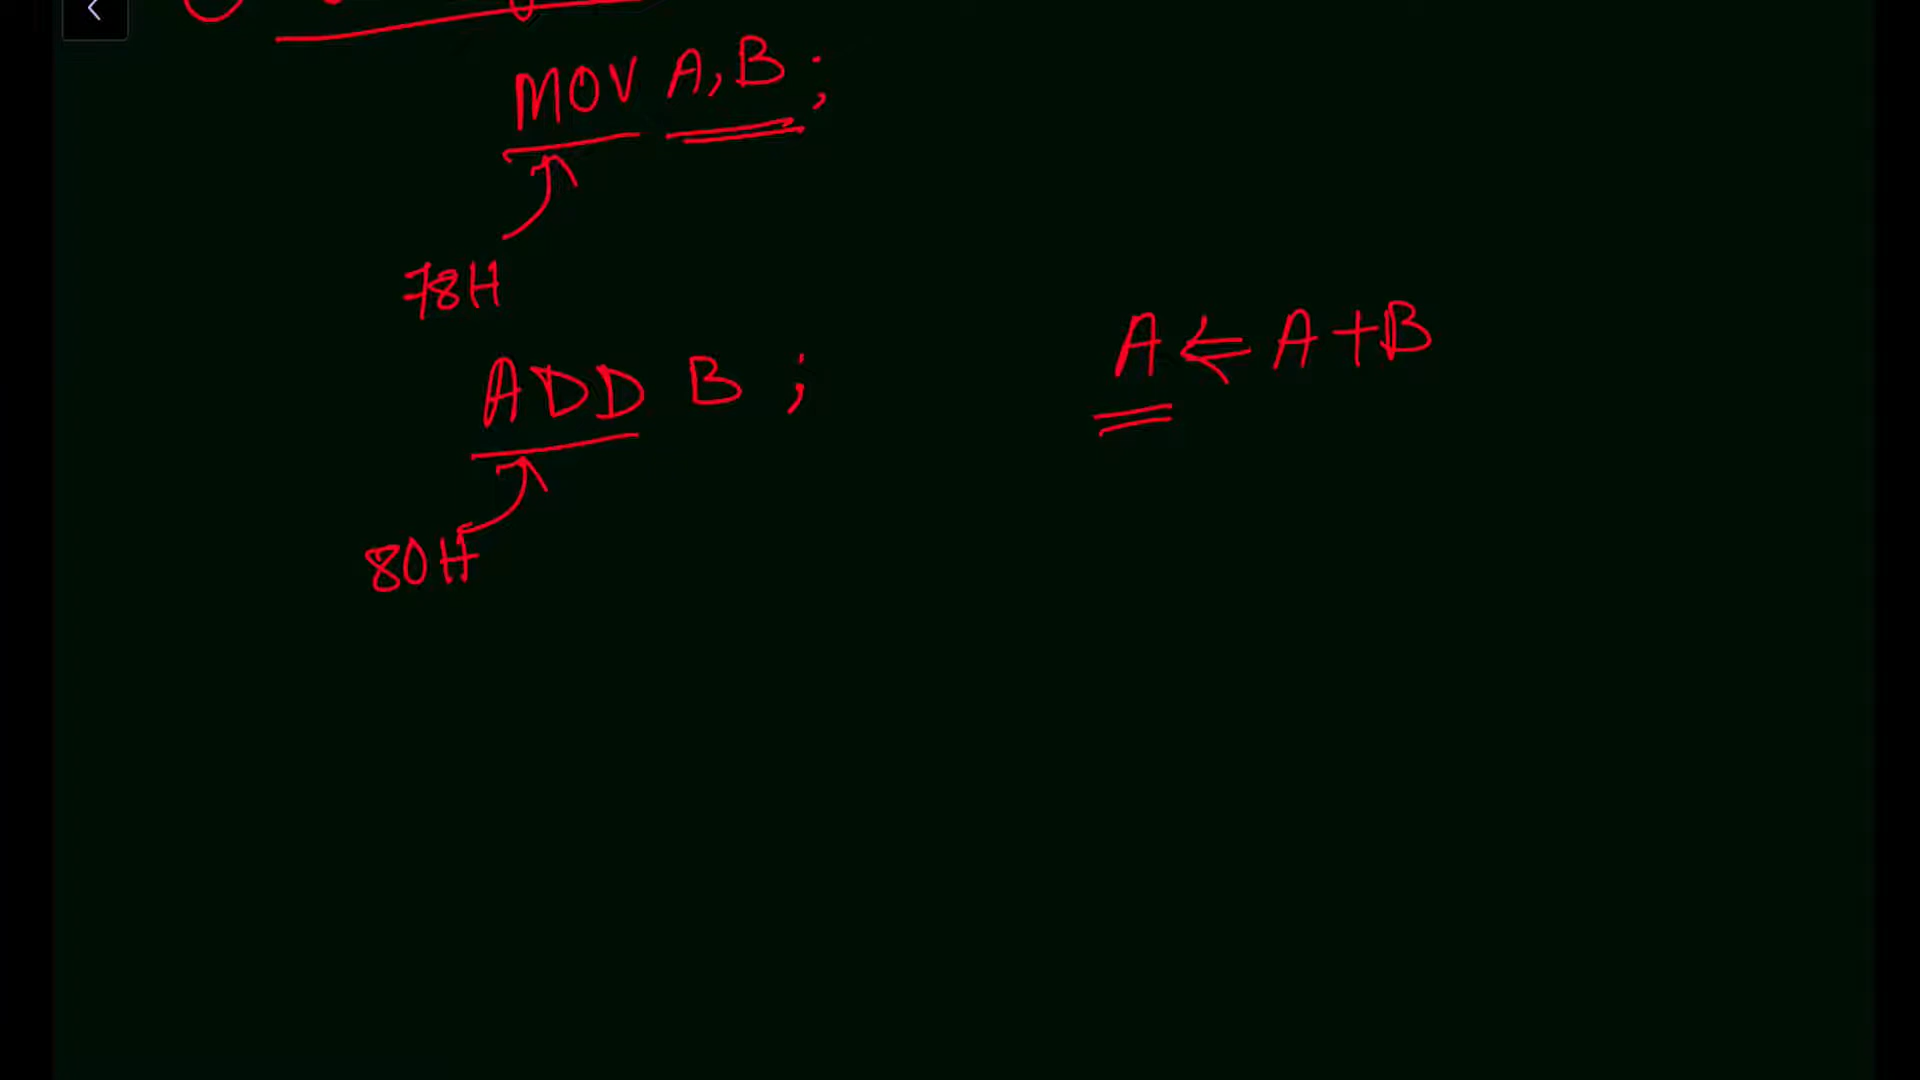 MOV A,B ;
78H
A ⇐ A+B
ADD B ;
80H